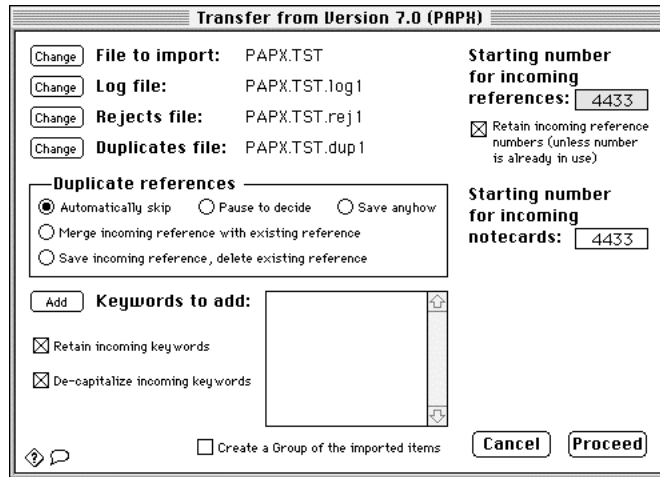 Transfer from Version 7.0 (PAPX)
Change File to import: PAPX.TST
Change Log file: PAPX.TST.log1
Change Rejects file: PAPX.TST.rej1
Change Duplicates file: PAPX.TST.dup1
Starting number
for incoming
references: 4433
Retain incoming reference
numbers (unless number
is already in use)
Duplicate references
Automatically skip Pause to decide Save anyhow
Merge incoming reference with existing reference
Save incoming reference, delete existing reference
Starting number
for incoming
notecards: 4433
Add Keywords to add:
Retain incoming keywords
De-capitalize incoming keywords
Create a Group of the imported items
Cancel Proceed
?